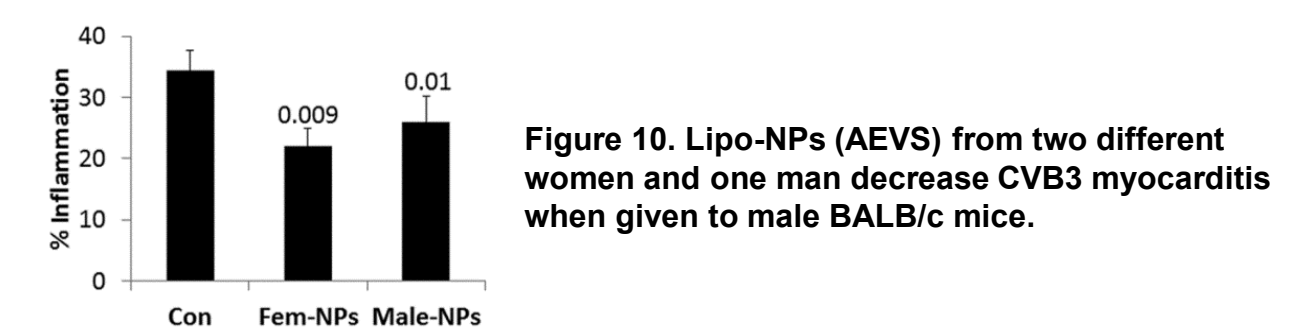 40
30
20
10
0
% Inflammation
0.009
0.01
Con Fem-NPs Male-NPs
Figure 10. Lipo-NPs (AEVS) from two different
women and one man decrease CVB3 myocarditis
when given to male BALB/c mice.